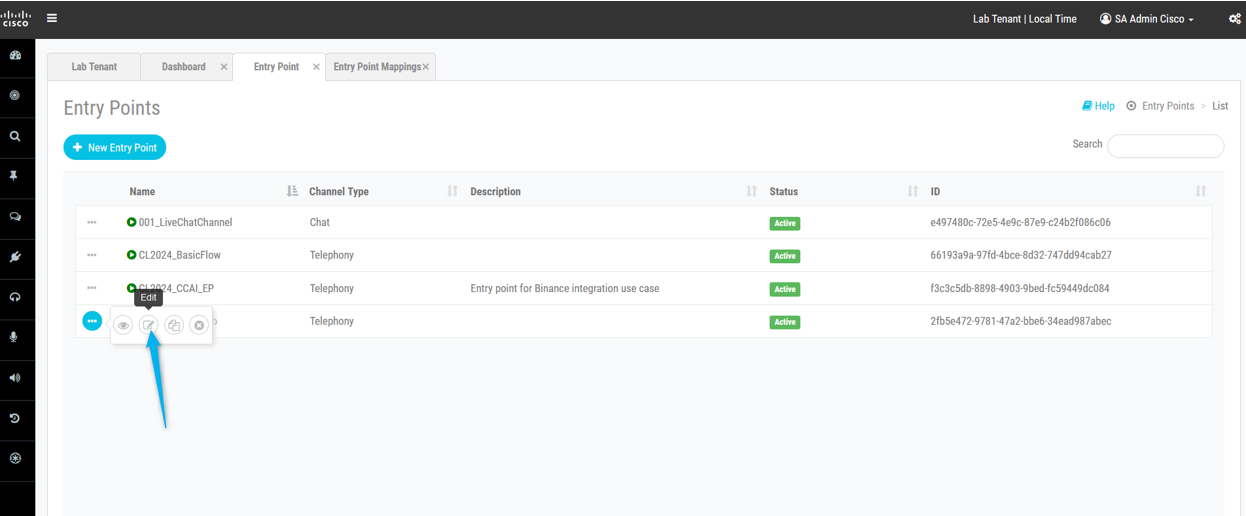 CISCO
Lab Tenant | Local Time
SA Admin Cisco
Lab Tenant
Dashboard
Entry Point
Entry Point Mappings
Entry Points
Help
Entry Points > List
+ New Entry Point
Search
Name Channel Type Description Status ID
001_LiveChatChannel Chat Active e497480c-72e5-4e9c-87e9-c24b2f086c06
CL2024_BasicFlow Telephony Active 66193a9a-97fd-4bce-8d32-747dd94cab27
CL2024_CCAI_EP Telephony Entry point for Binance integration use case Active f3c3c5db-8898-4903-9bed-fc59449dc084
Edit
Telephony Active 2fb5e472-9781-47a2-bbe6-34ead987abec